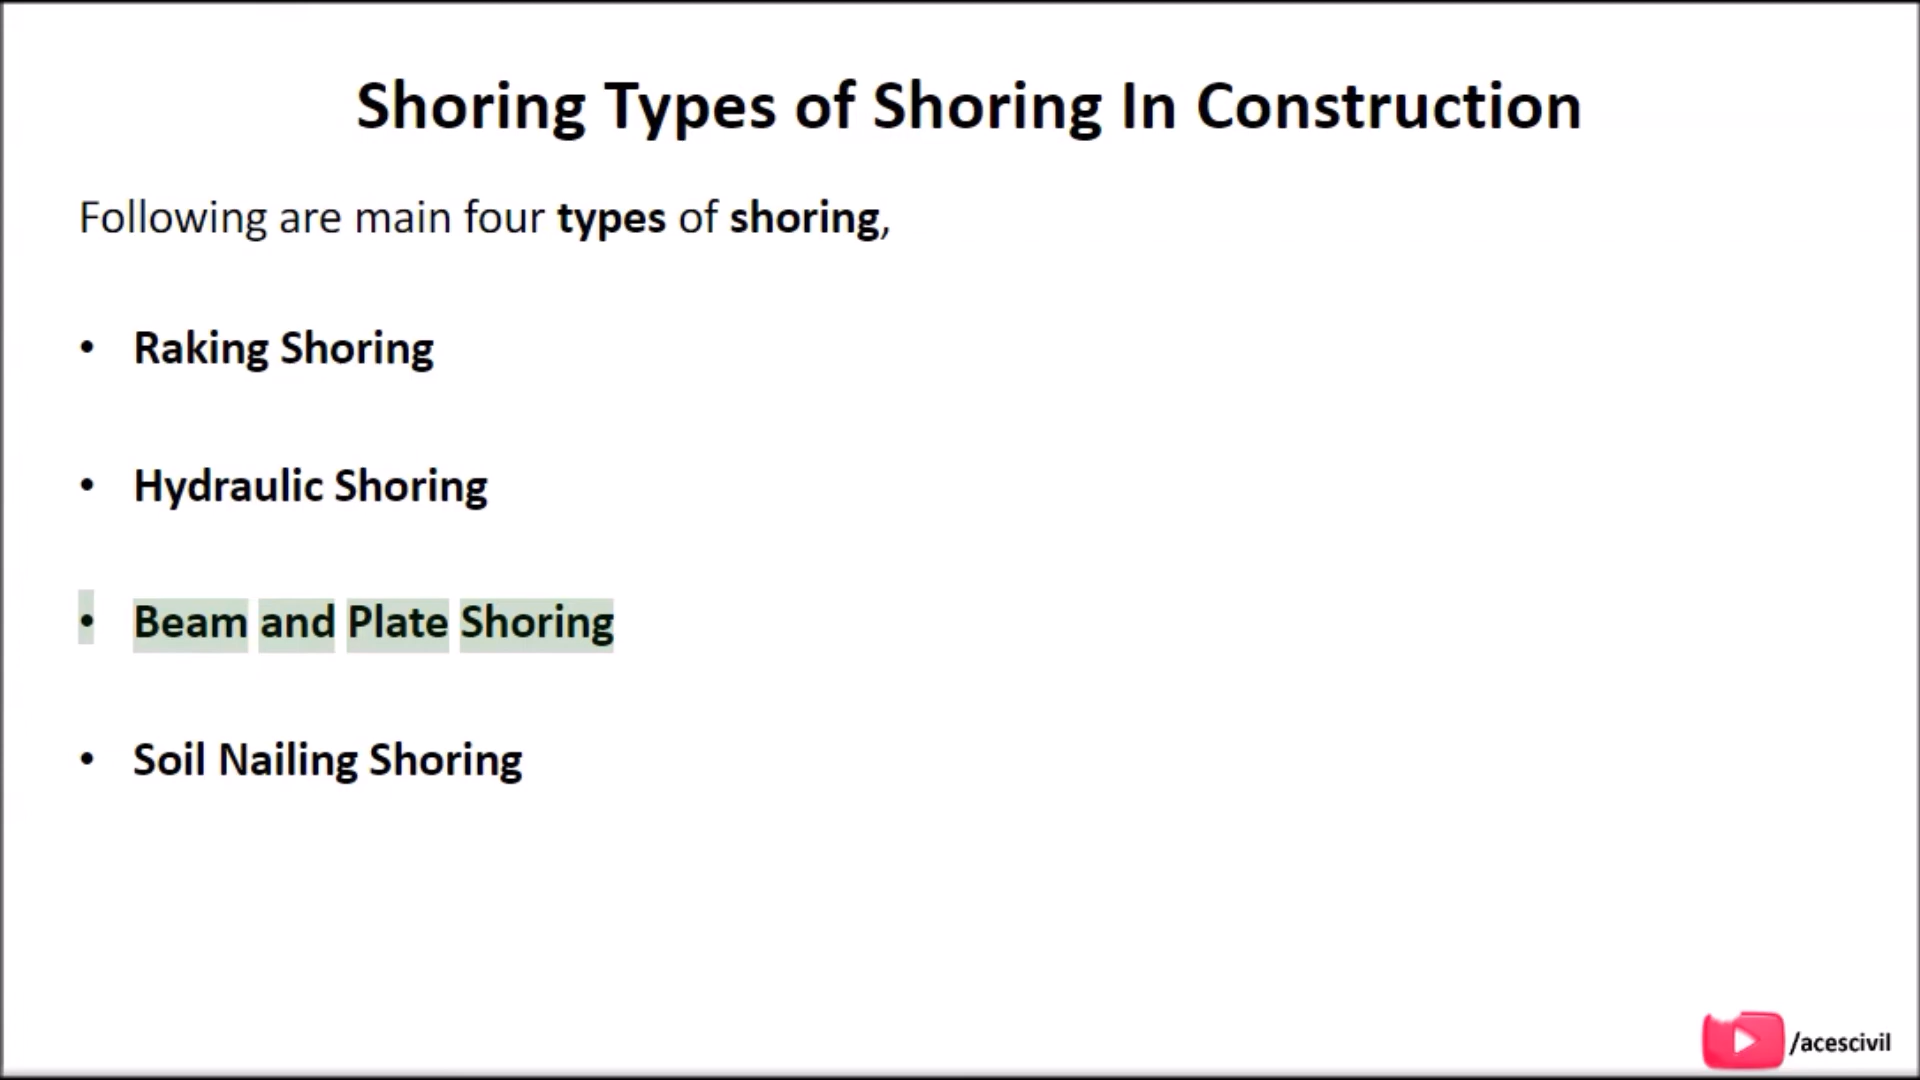 Shoring Types of Shoring In Construction
Following are main four types of shoring,
• Raking Shoring
• Hydraulic Shoring
• Beam and Plate Shoring
• Soil Nailing Shoring
/acescivil